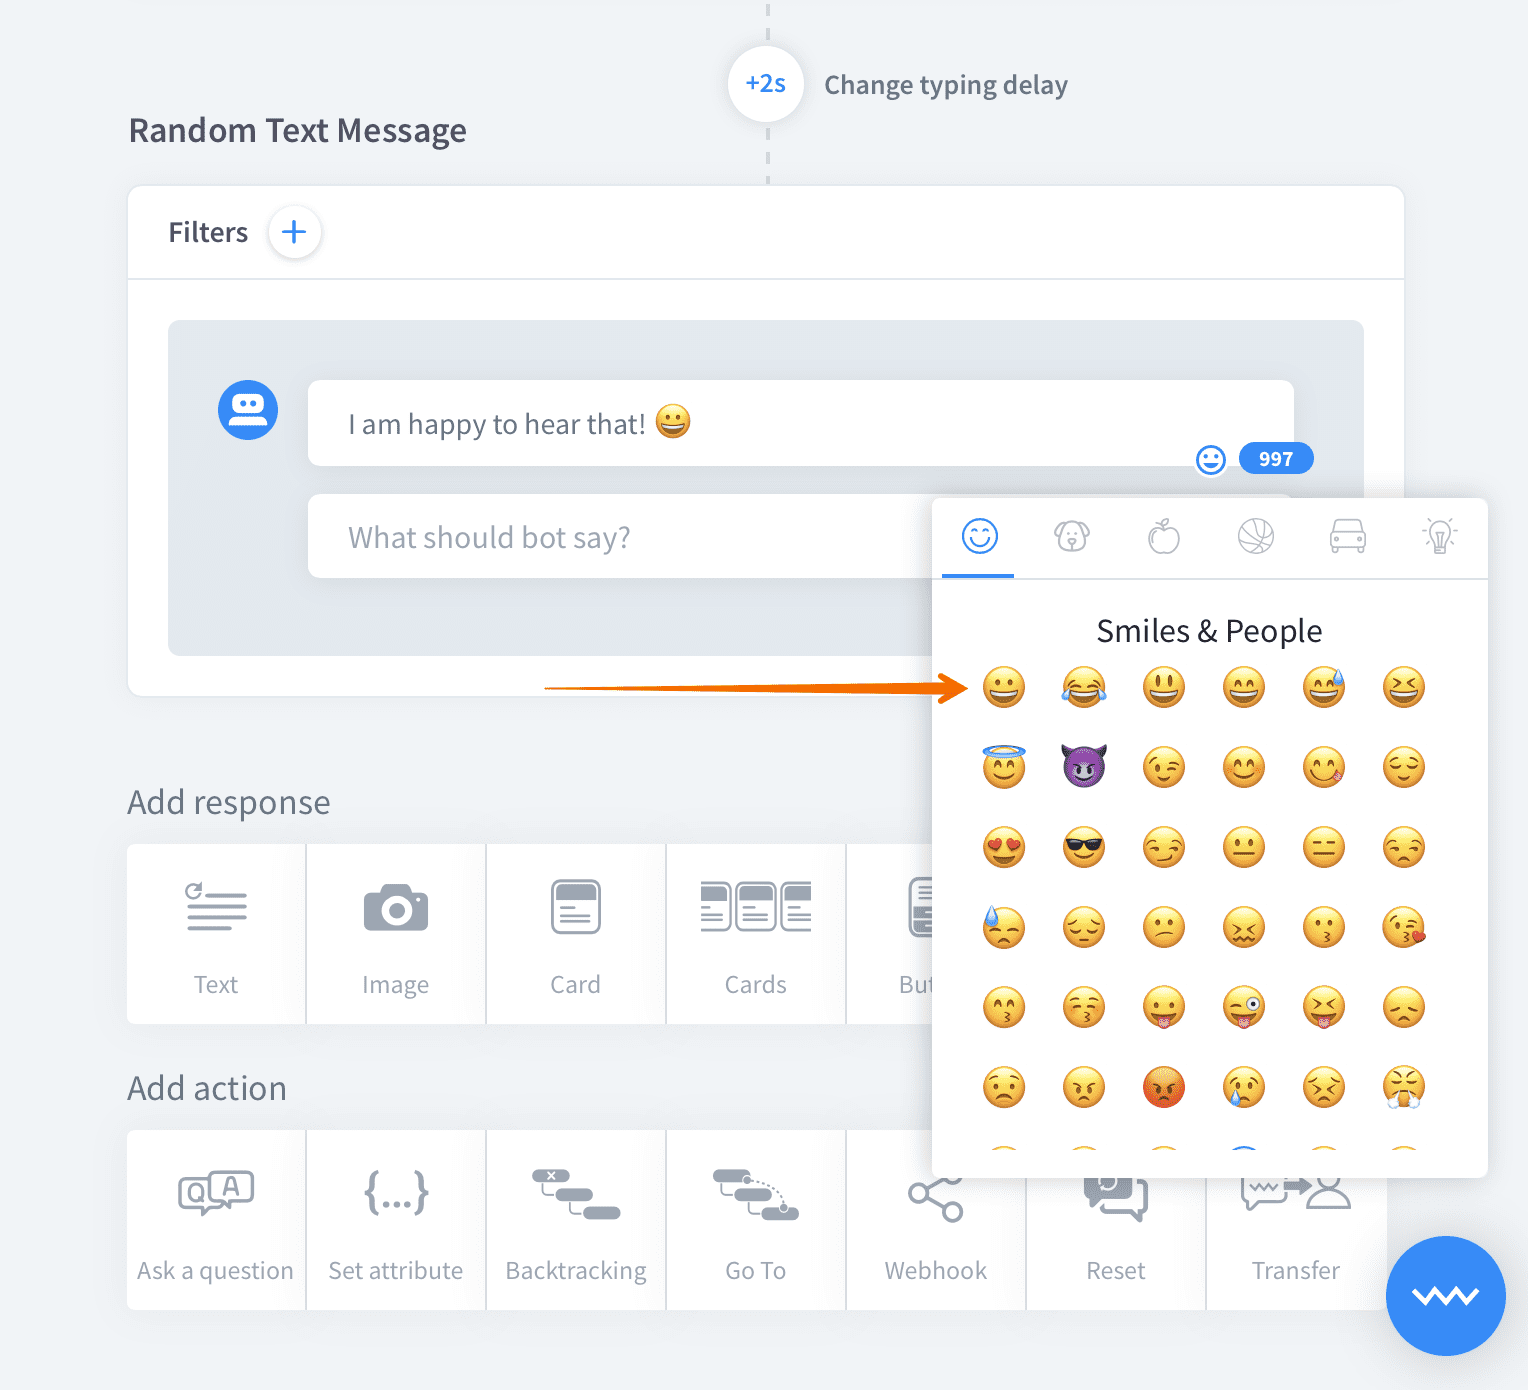 +2s Change typing delay
Random Text Message
Filters
I am happy to hear that! 😀
997
What should bot say?
Smiles & People
Add response
Text Image Card Cards
Add action
Q A
{...}
Ask a question Set attribute Backtracking Go To Webhook Reset Transfer